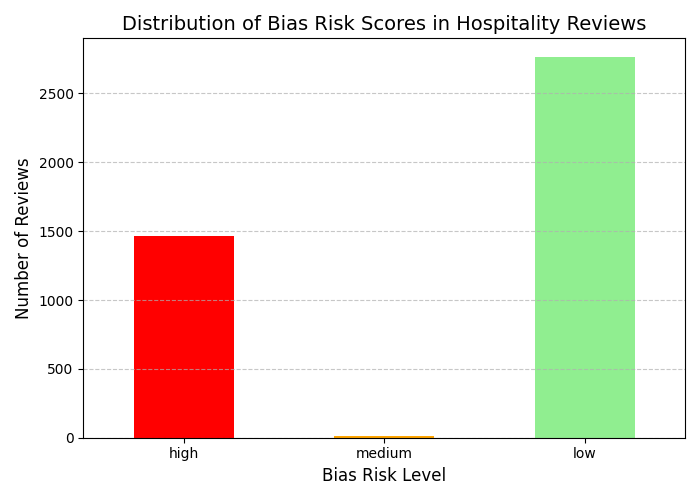 Distribution of Bias Risk Scores in Hospitality Reviews
Number of Reviews
2500
2000
1500
1000
500
0
high medium low
Bias Risk Level